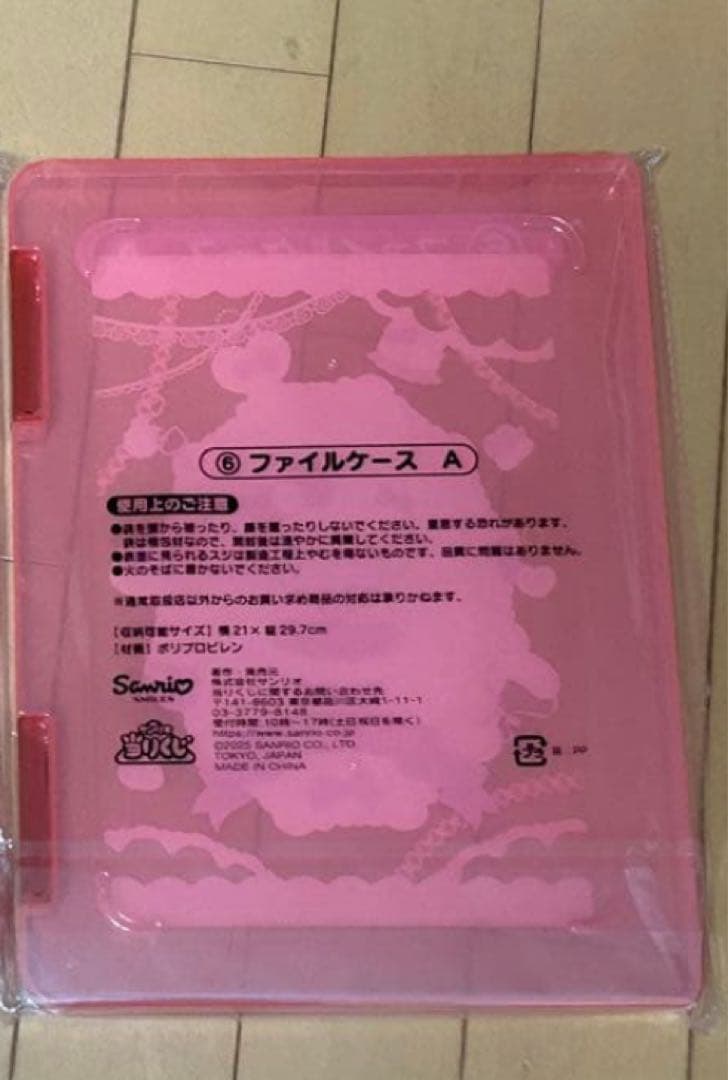 ⑥ ファイルケース A
使用上のご注意
●袋を頭から被ったり、顔を覆ったりしないでください。窒息する恐れがあります。
袋は梱包材なので、開封後は速やかに廃棄してください。
●表面に見られるスジは製造工程上やむを得ないものです。品質に問題はありません。
●火のそばに置かないでください。
※通常取扱店以外からのお買い求め商品の対応は承りかねます。
【収納可能サイズ】横21×縦29.7cm
【材質】ポリプロピレン
Sanrio
著作・発売元
株式会社サンリオ
当りくじに関するお問い合わせ先
〒141-8603 東京都品川区大崎1-11-1
03-3779-8148
受付時間:10時〜17時(土日祝日を除く)
https://www.sanrio.co.jp
©2025 SANRIO CO., LTD.
TOKYO, JAPAN
MADE IN CHINA
当りくじ
プラ
PP